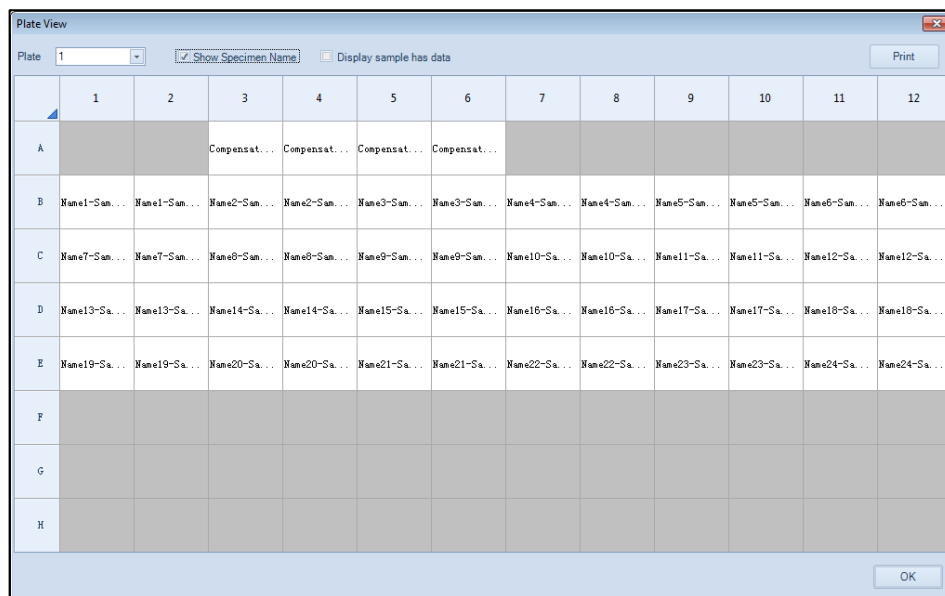 Plate View
Plate 1 Show Specimen Name Display sample has data Print
1 2 3 4 5 6 7 8 9 10 11 12
A Compensat... Compensat... Compensat... Compensat...
B Name1-Sam... Name1-Sam... Name2-Sam... Name2-Sam... Name3-Sam... Name3-Sam... Name4-Sam... Name4-Sam... Name5-Sam... Name5-Sam... Name6-Sam... Name6-Sam...
C Name7-Sam... Name7-Sam... Name8-Sam... Name8-Sam... Name9-Sam... Name9-Sam... Name10-Sa... Name10-Sa... Name11-Sa... Name11-Sa... Name12-Sa... Name12-Sa...
D Name13-Sa... Name13-Sa... Name14-Sa... Name14-Sa... Name15-Sa... Name15-Sa... Name16-Sa... Name16-Sa... Name17-Sa... Name17-Sa... Name18-Sa... Name18-Sa...
E Name19-Sa... Name19-Sa... Name20-Sa... Name20-Sa... Name21-Sa... Name21-Sa... Name22-Sa... Name22-Sa... Name23-Sa... Name23-Sa... Name24-Sa... Name24-Sa...
F
G
H
OK